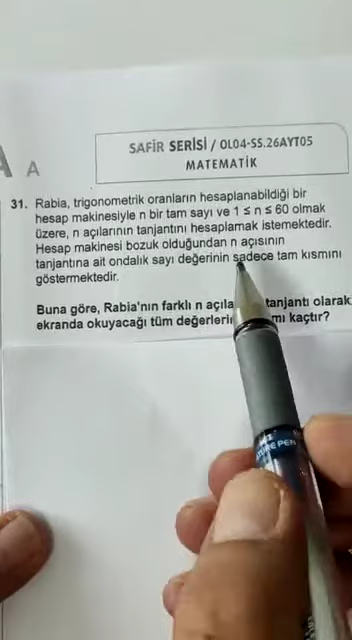 A A
SAFİR SERİSİ / OL04-SS.26AYT05
MATEMATİK
31. Rabia, trigonometrik oranların hesaplanabildiği bir
hesap makinesiyle n bir tam sayı ve 1 ≤ n ≤ 60 olmak
üzere, n açılarının tanjantını hesaplamak istemektedir.
Hesap makinesi bozuk olduğundan n açısının
tanjantına ait ondalık sayı değerinin sadece tam kısmını
göstermektedir.
Buna göre, Rabia'nın farklı n tanjantı olarak
ekranda okuyacağı tüm kaçtır?